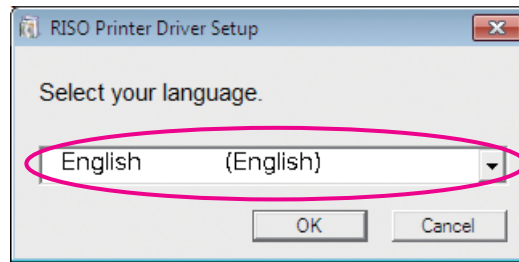 RISO Printer Driver Setup
Select your language.
English (English)
OK Cancel